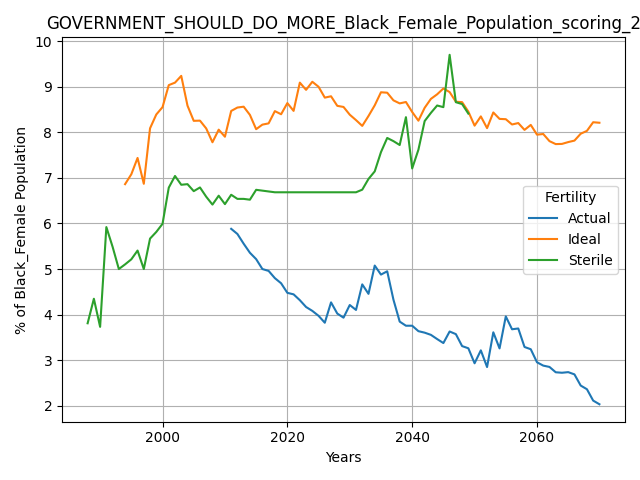 GOVERNMENT_SHOULD_DO_MORE_Black_Female_Population_scoring_2
10
9
8
7
6
5
4
3
2
% of Black_Female Population
Fertility
Actual
Ideal
Sterile
2000 2020 2040 2060
Years